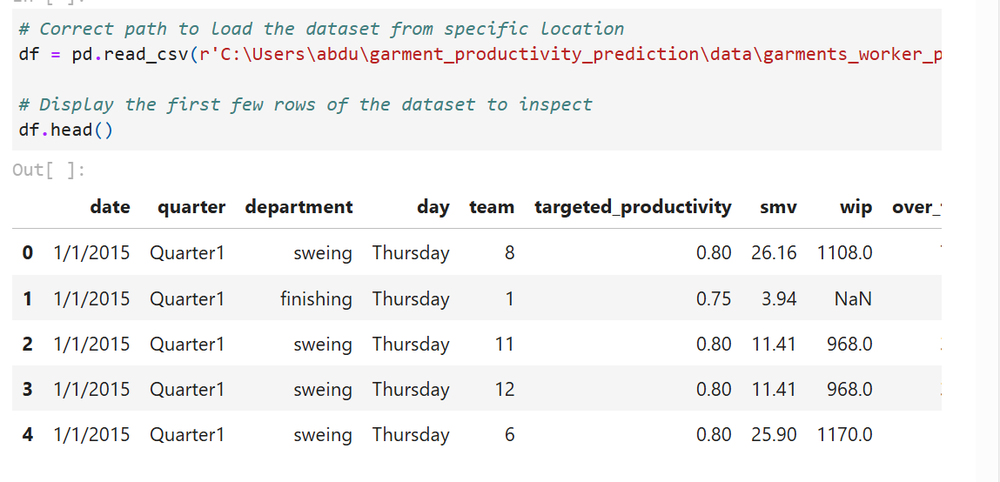 # Correct path to load the dataset from specific location
df = pd.read_csv(r'C:\Users\abdu\garment_productivity_prediction\data\garments_worker_p
# Display the first few rows of the dataset to inspect
df.head()
Out[ ]:
date quarter department day team targeted_productivity smv wip over_
0 1/1/2015 Quarter1 sweing Thursday 8 0.80 26.16 1108.0
1 1/1/2015 Quarter1 finishing Thursday 1 0.75 3.94 NaN
2 1/1/2015 Quarter1 sweing Thursday 11 0.80 11.41 968.0
3 1/1/2015 Quarter1 sweing Thursday 12 0.80 11.41 968.0
4 1/1/2015 Quarter1 sweing Thursday 6 0.80 25.90 1170.0